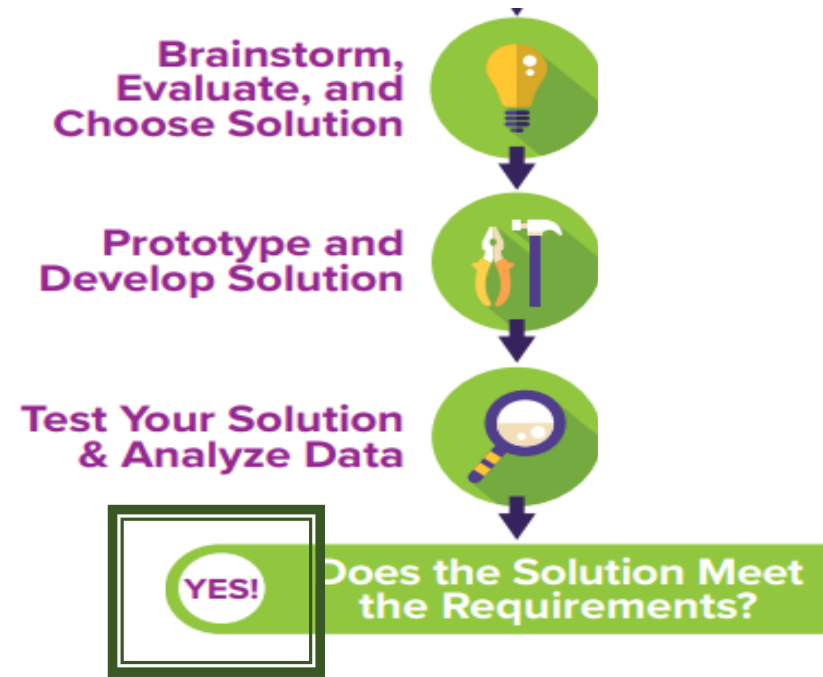 Brainstorm,
Evaluate, and
Choose Solution
Prototype and
Develop Solution
Test Your Solution
& Analyze Data
YES!
Does the Solution Meet
the Requirements?